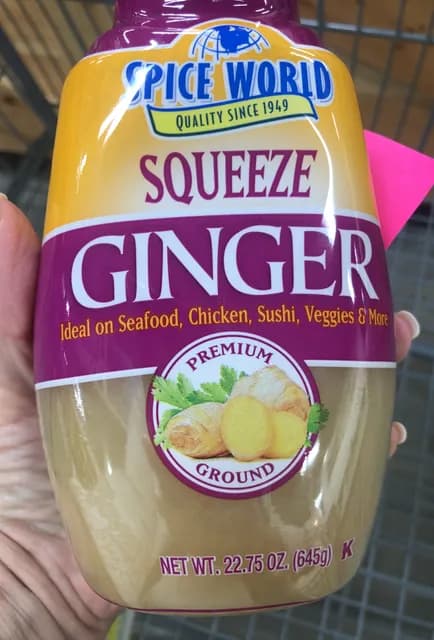 SPICE WORLD
QUALITY SINCE 1949
SQUEEZE
GINGER
Ideal on Seafood, Chicken, Sushi, Veggies & More
PREMIUM
GROUND
NET WT. 22.75 OZ. (645g) K